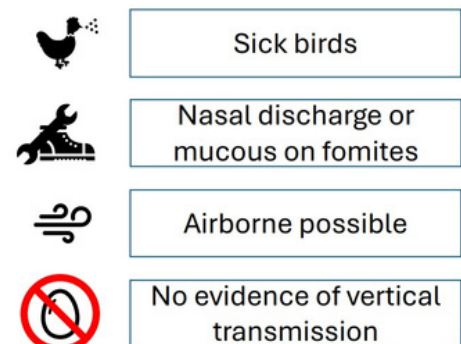 Sick birds
Nasal discharge or
mucous on fomites
Airborne possible
No evidence of vertical
transmission